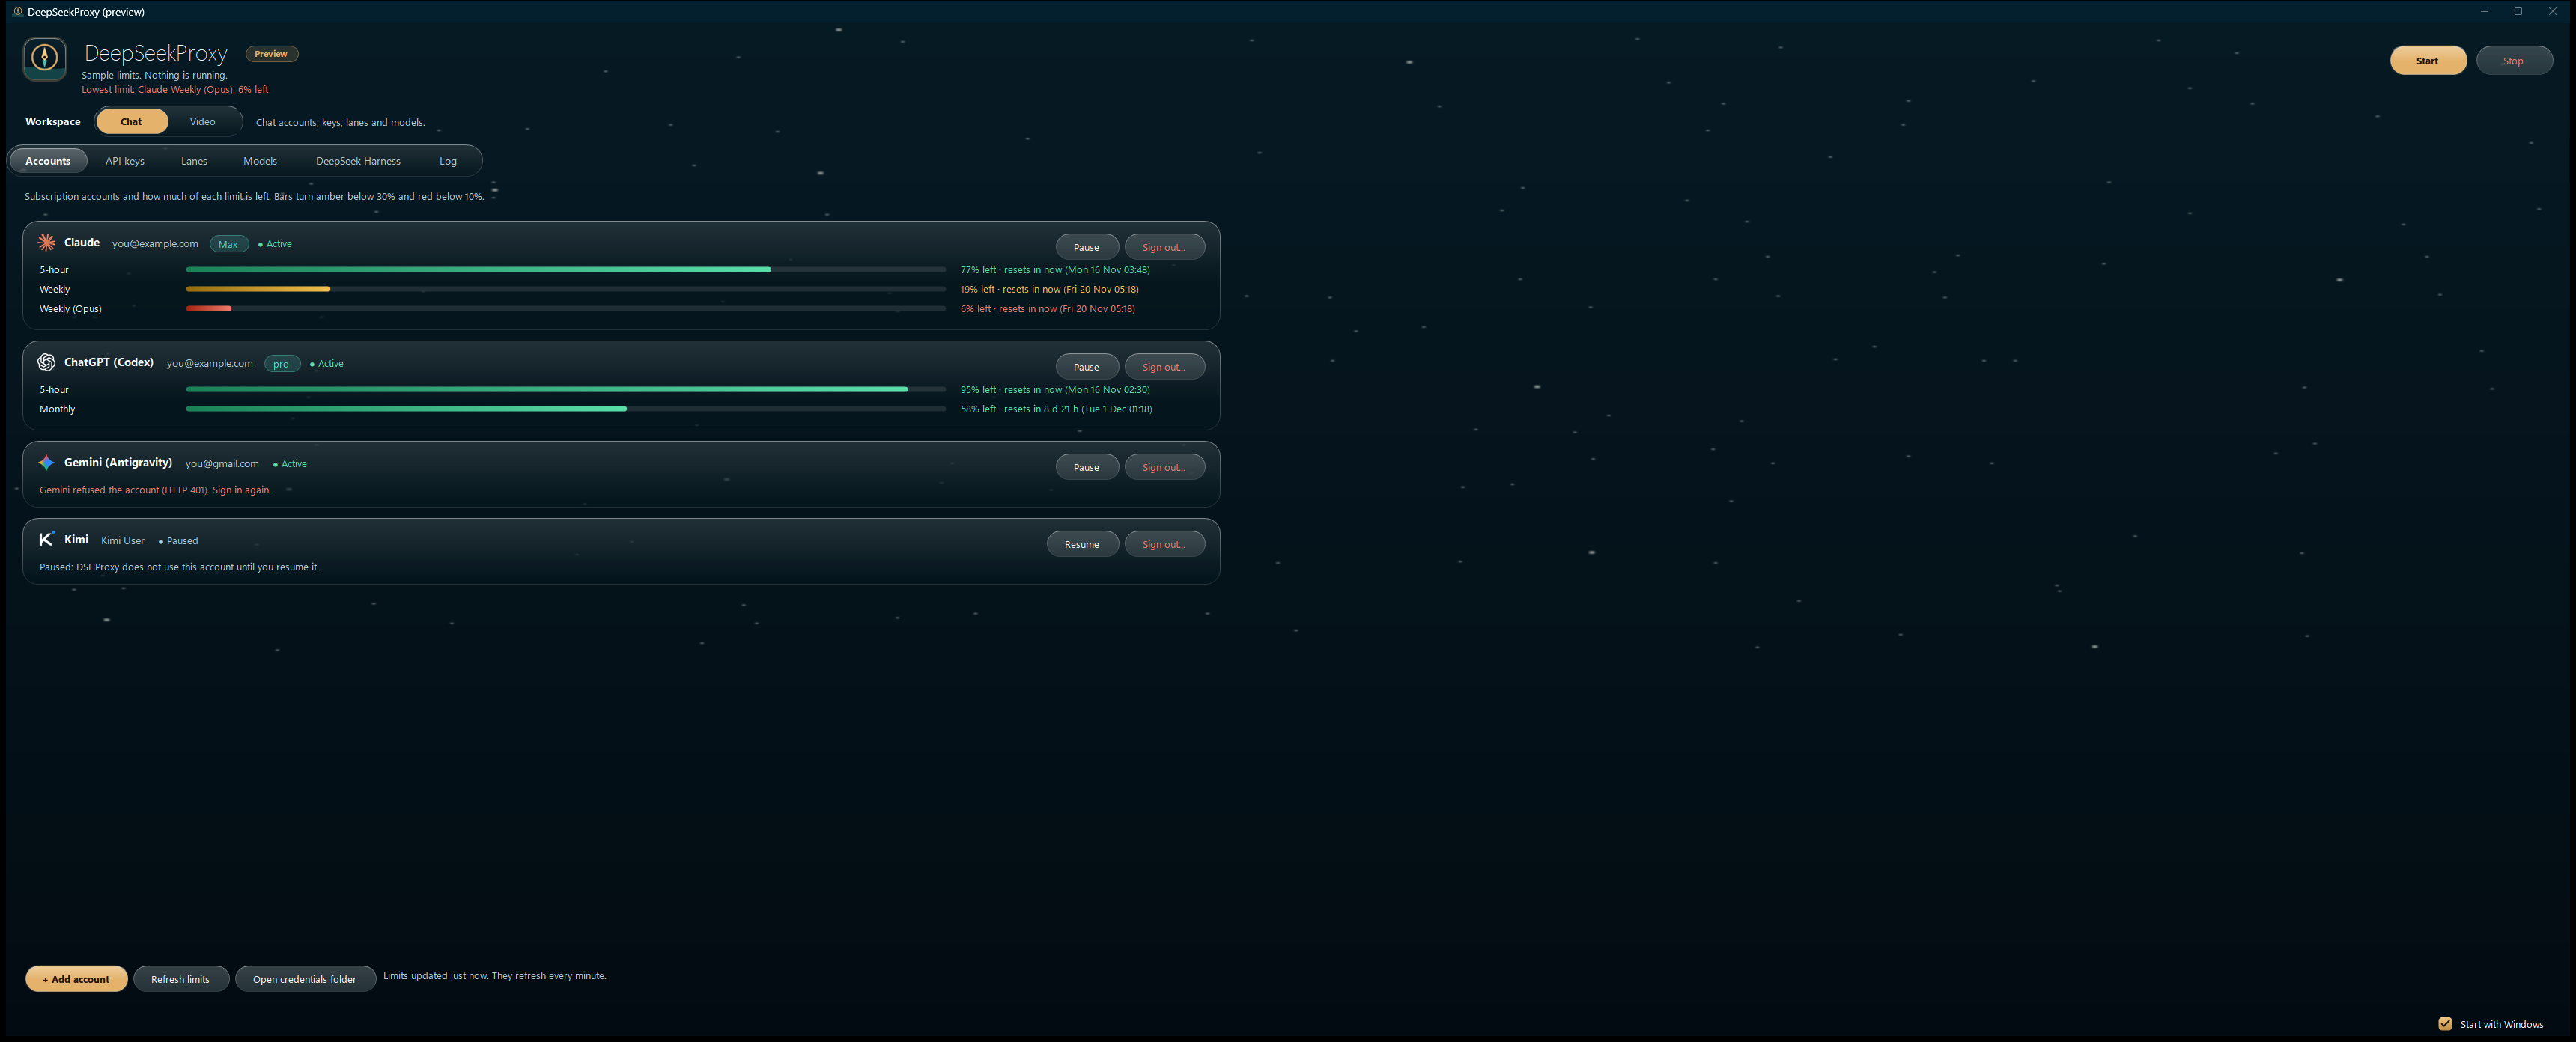 DeepSeekProxy (preview)
DeepSeekProxy Preview
Start Stop
Sample limits. Nothing is running.
Lowest limit: Claude Weekly (Opus), 6% left
Workspace Chat Video Chat accounts, keys, lanes and models.
Accounts API keys Lanes Models DeepSeek Harness Log
Subscription accounts and how much of each limit is left. Bars turn amber below 30% and red below 10%.
Claude you@example.com Max • Active Pause Sign out...
5-hour 77% left · resets in now (Mon 16 Nov 03:48)
Weekly 19% left · resets in now (Fri 20 Nov 05:18)
Weekly (Opus) 6% left · resets in now (Fri 20 Nov 05:18)
ChatGPT (Codex) you@example.com pro • Active Pause Sign out...
5-hour 95% left · resets in now (Mon 16 Nov 02:30)
Monthly 58% left · resets in 8 d 21 h (Tue 1 Dec 01:18)
Gemini (Antigravity) you@gmail.com • Active Pause Sign out...
Gemini refused the account (HTTP 401). Sign in again.
Kimi Kimi User • Paused Resume Sign out...
Paused: DSHProxy does not use this account until you resume it.
+ Add account Refresh limits Open credentials folder Limits updated just now. They refresh every minute.
Start with Windows